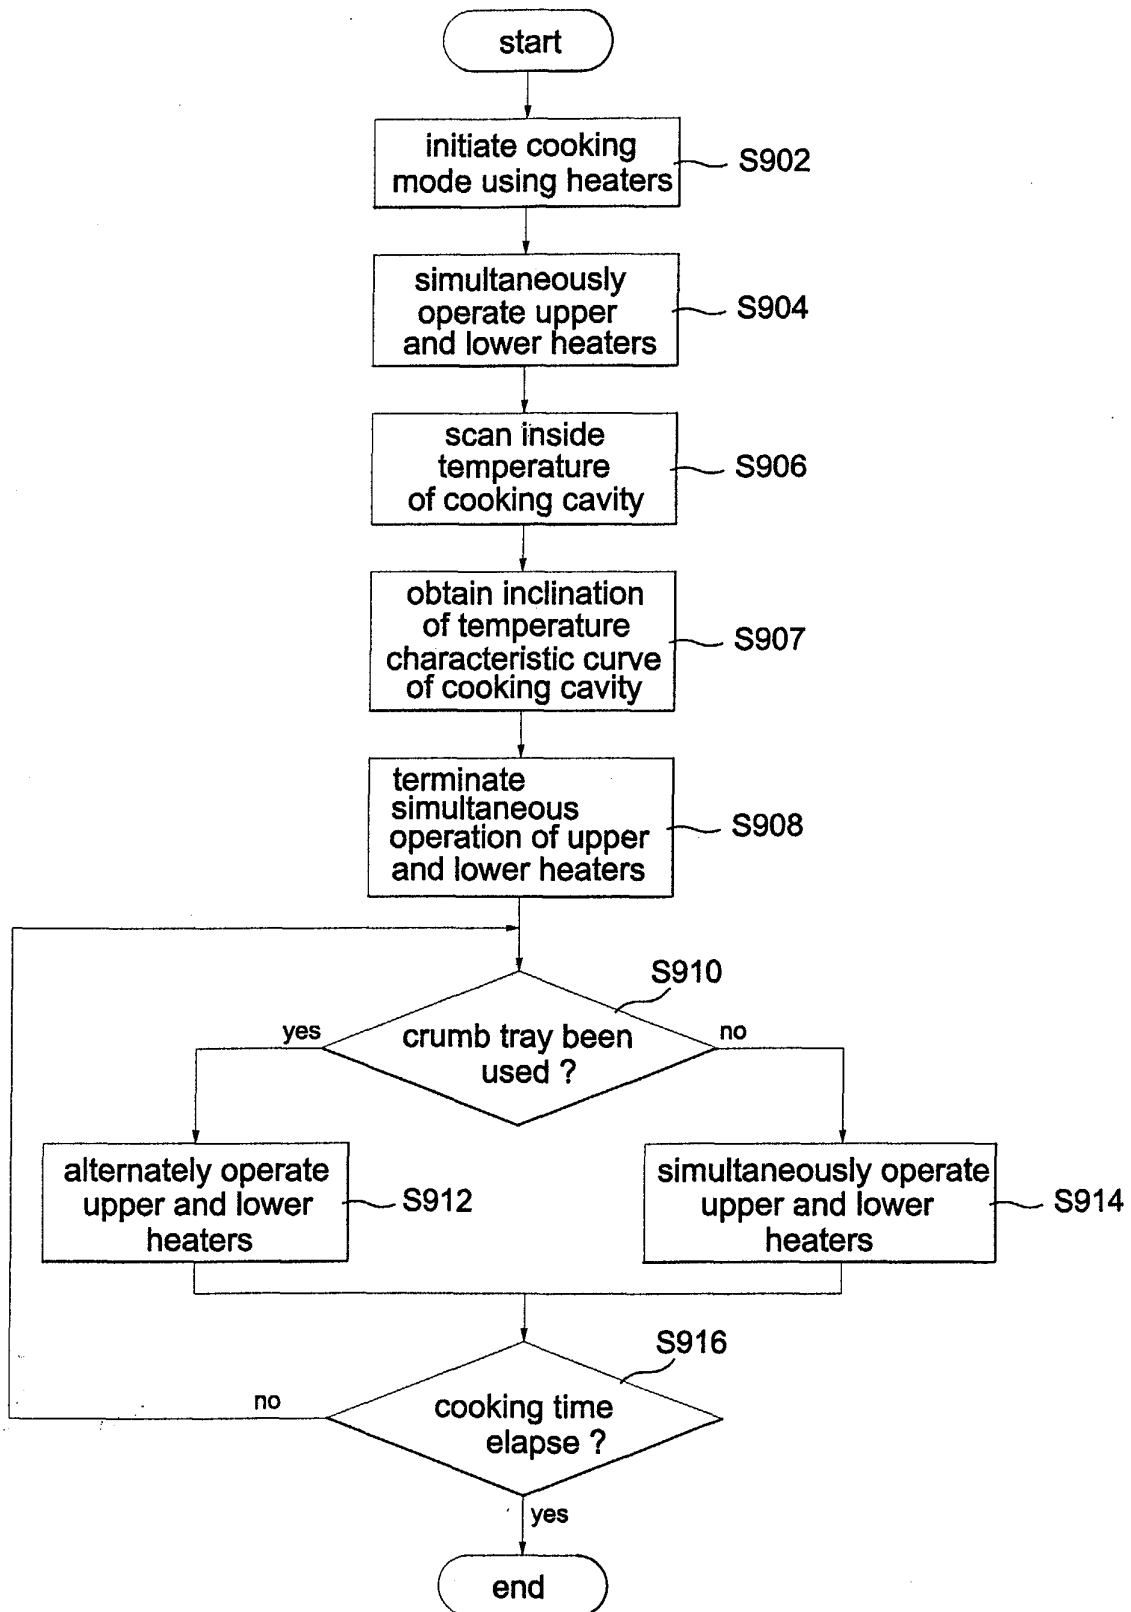 start
initiate cooking
mode using heaters
S902
simultaneously
operate upper
and lower heaters
S904
scan inside
temperature
of cooking cavity
S906
obtain inclination
of temperature
characteristic curve
of cooking cavity
S907
terminate
simultaneous
operation of upper
and lower heaters
S908
S910
crumb tray been
used ?
yes
no
alternately operate
upper and lower
heaters
S912
simultaneously operate
upper and lower
heaters
S914
S916
cooking time
elapse ?
no
yes
end